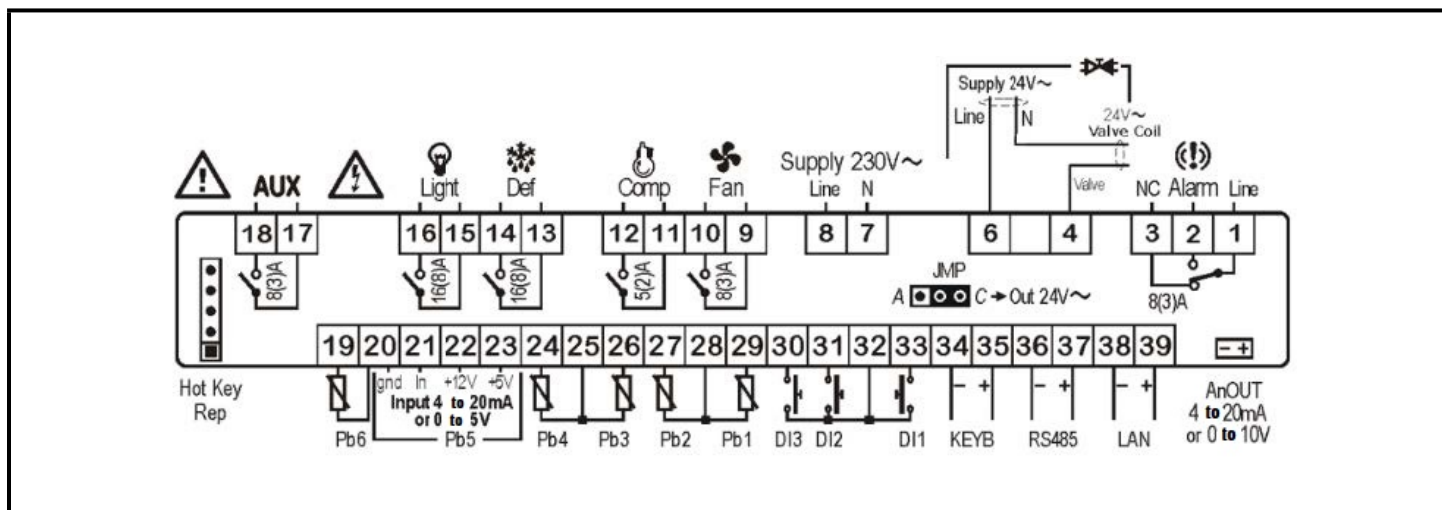 Supply 24V~
Line N
24V~
Valve Coil
AUX Light Def Comp Fan Supply 230V~
Line N Valve NC Alarm Line
18 17 16 15 14 13 12 11 10 9 8 7 6 4 3 2 1
8(3)A 16(8)A 16(8)A 5(2)A 8(3)A
JMP
A C → Out 24V~
8(3)A
19 20 21 22 23 24 25 26 27 28 29 30 31 32 33 34 35 36 37 38 39 - +
Hot Key
Rep
gnd In +12V +5V
Input 4 to 20mA
or 0 to 5V
- + - + - +
AnOUT
4 to 20mA
or 0 to 10V
Pb6 Pb5 Pb4 Pb3 Pb2 Pb1 DI3 DI2 DI1 KEYB RS485 LAN